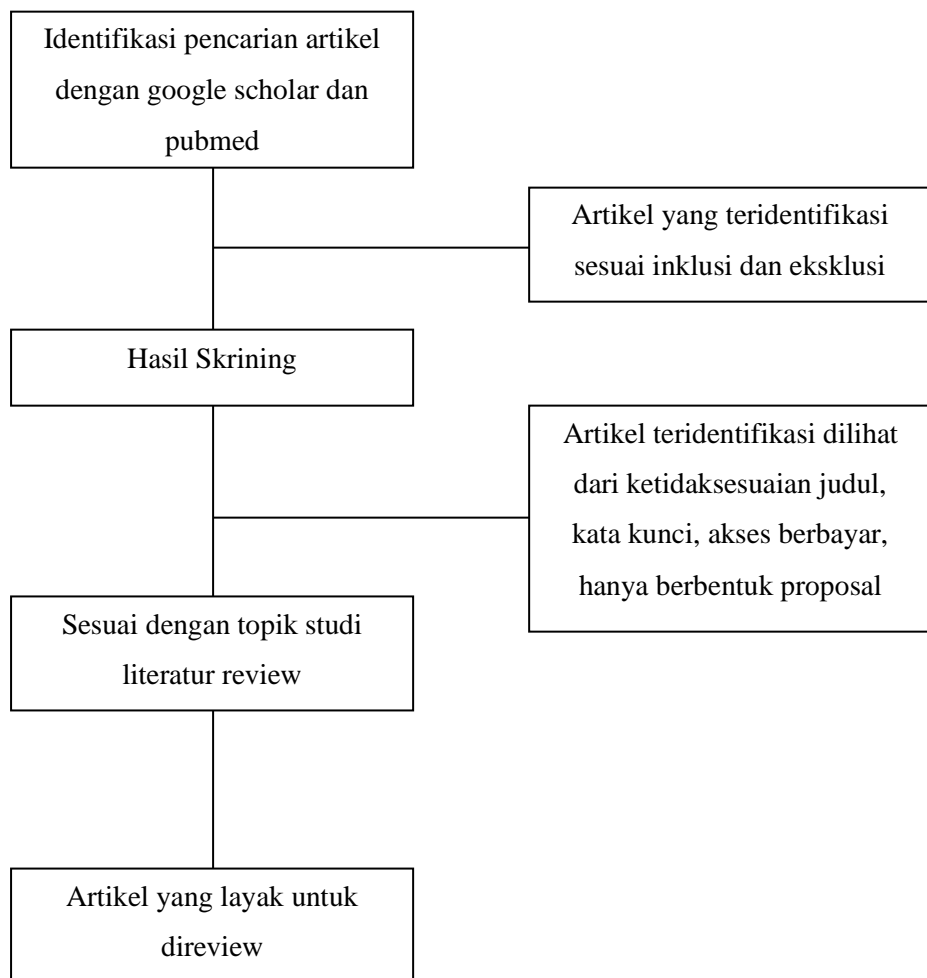 Identifikasi pencarian artikel
dengan google scholar dan
pubmed
Artikel yang teridentifikasi
sesuai inklusi dan eksklusi
Hasil Skrining
Artikel teridentifikasi dilihat
dari ketidaksesuaian judul,
kata kunci, akses berbayar,
hanya berbentuk proposal
Sesuai dengan topik studi
literatur review
Artikel yang layak untuk
direview